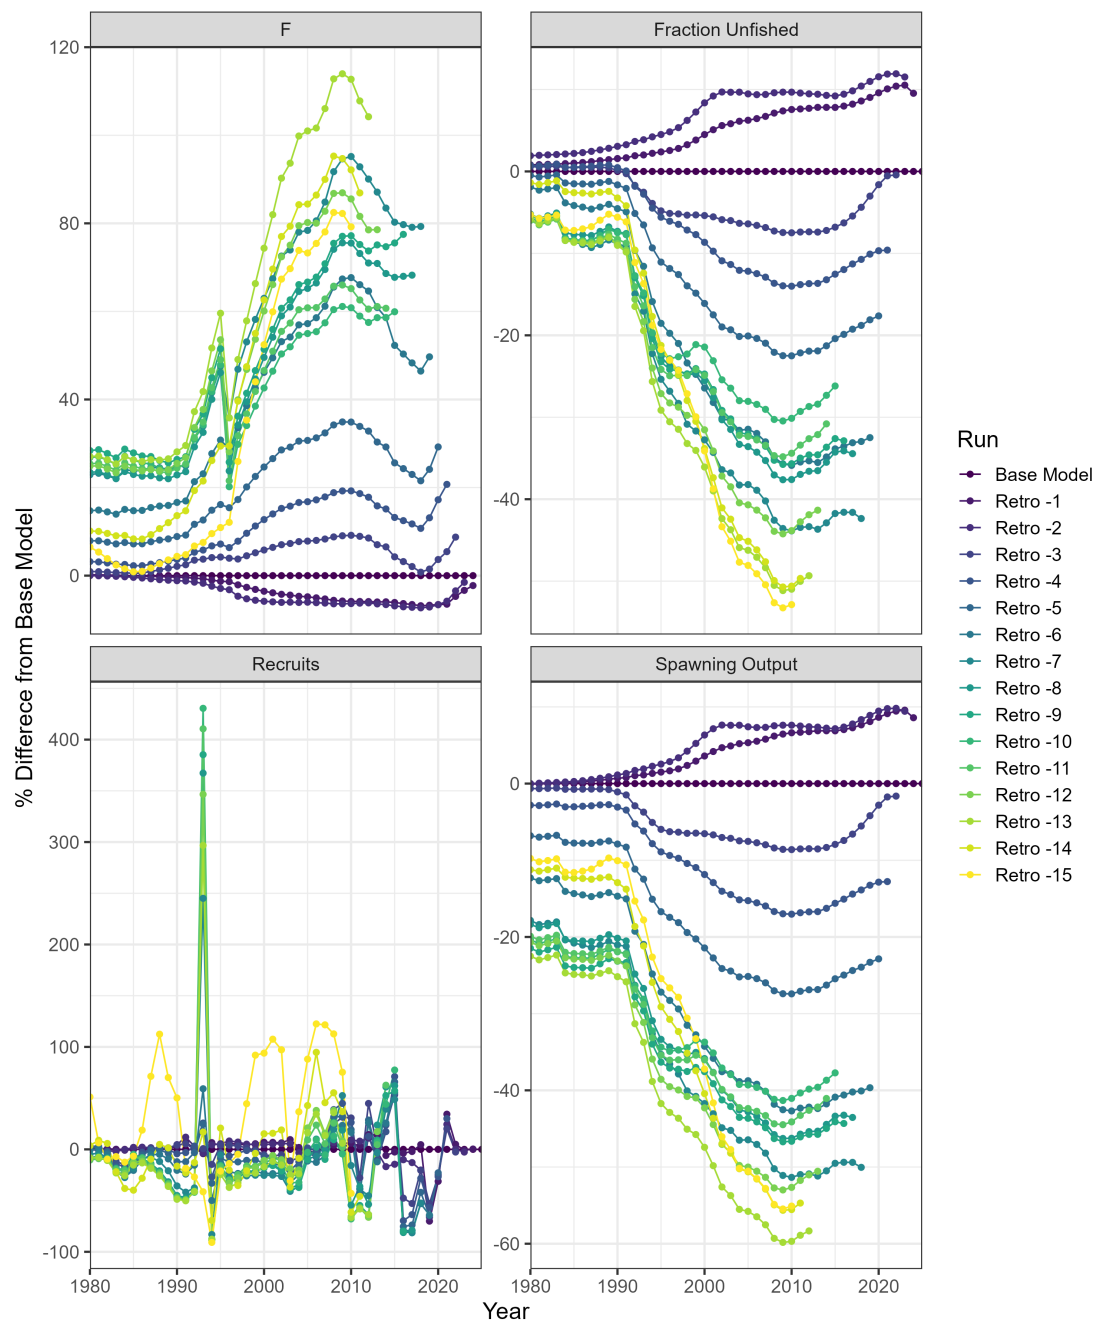 F
Fraction Unfished
120
80
40
0
0
-20
-40
Recruits
Spawning Output
400
300
200
100
0
-100
0
-20
-40
-60
1980
1990
2000
2010
2020
1980
1990
2000
2010
2020
Year
% Differece from Base Model
Run
Base Model
Retro -1
Retro -2
Retro -3
Retro -4
Retro -5
Retro -6
Retro -7
Retro -8
Retro -9
Retro -10
Retro -11
Retro -12
Retro -13
Retro -14
Retro -15